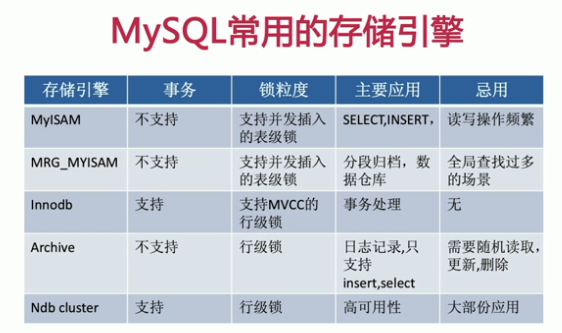 MySQL常用的存储引擎
存储引擎 事务 锁粒度 主要应用 忌用
MyISAM 不支持 支持并发插入 SELECT,INSERT, 读写操作频繁
的表级锁
MRG_MYISAM 不支持 支持并发插入 分段归档，数 全局查找过多
的表级锁 据仓库 的场景
Innodb 支持 支持MVCC的 事务处理 无
行级锁
Archive 不支持 行级锁 日志记录,只 需要随机读取，
支持 更新,删除
insert,select
Ndb cluster 支持 行级锁 高可用性 大部份应用